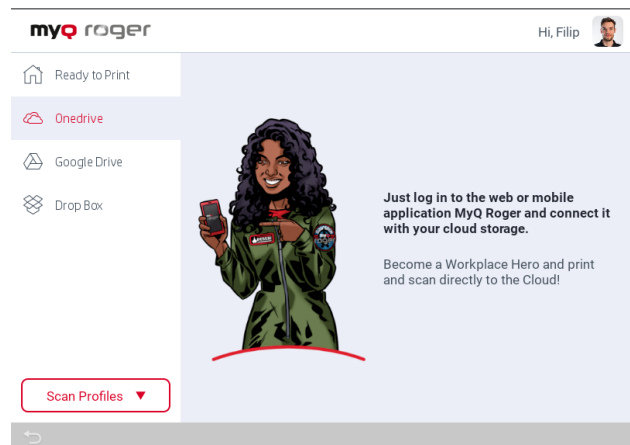 myQ roger
Hi, Filip
Ready to Print
Onedrive
Google Drive
Drop Box
Just log in to the web or mobile
application MyQ Roger and connect it
with your cloud storage.
Become a Workplace Hero and print
and scan directly to the Cloud!
Scan Profiles